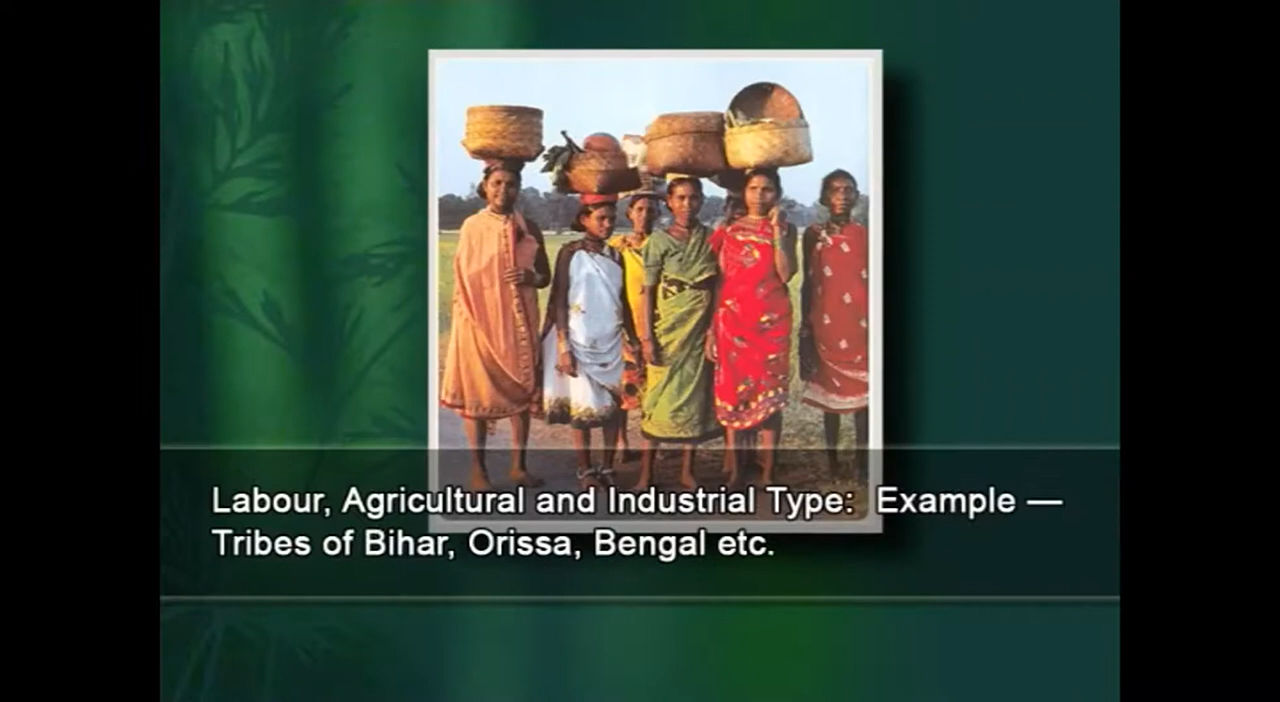 Labour, Agricultural and Industrial Type:  Example —
Tribes of Bihar, Orissa, Bengal etc.